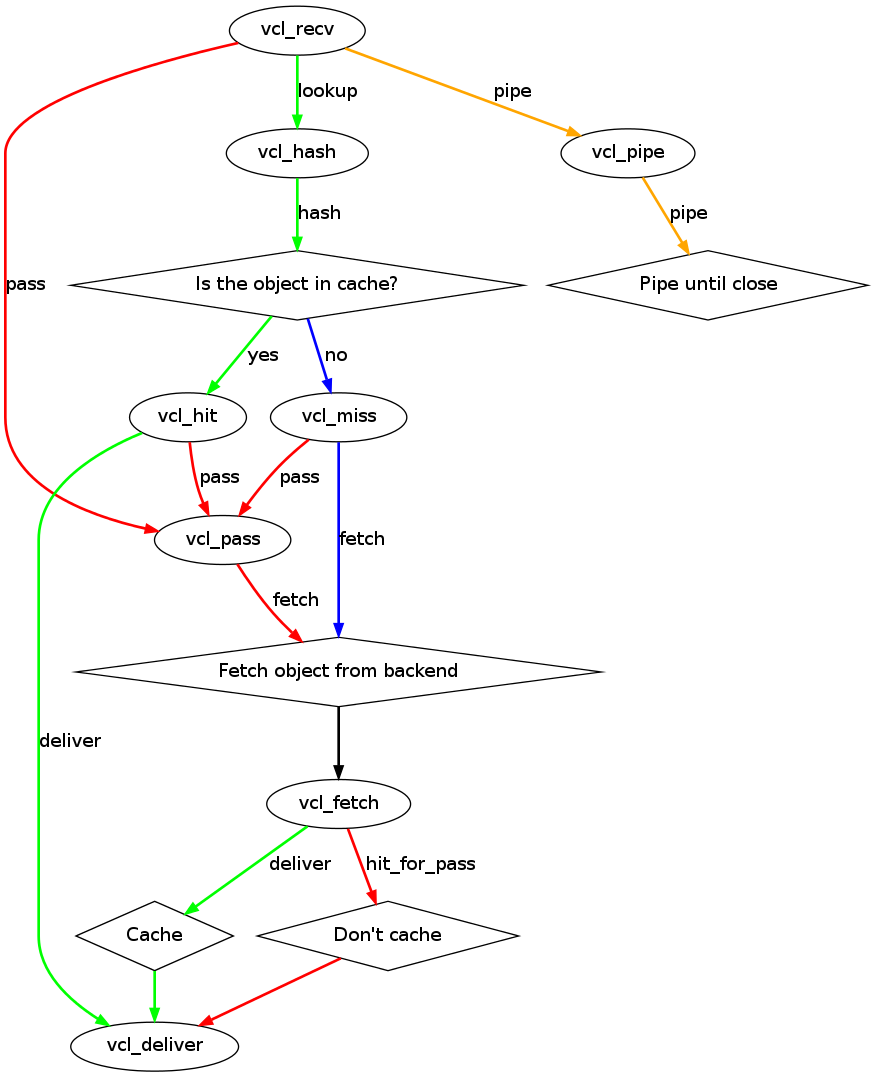 vcl_recv
lookup
pipe
vcl_hash
vcl_pipe
hash
pipe
pass
Is the object in cache?
Pipe until close
yes
no
vcl_hit
vcl_miss
pass
pass
vcl_pass
fetch
fetch
Fetch object from backend
deliver
vcl_fetch
deliver
hit_for_pass
Cache
Don't cache
vcl_deliver